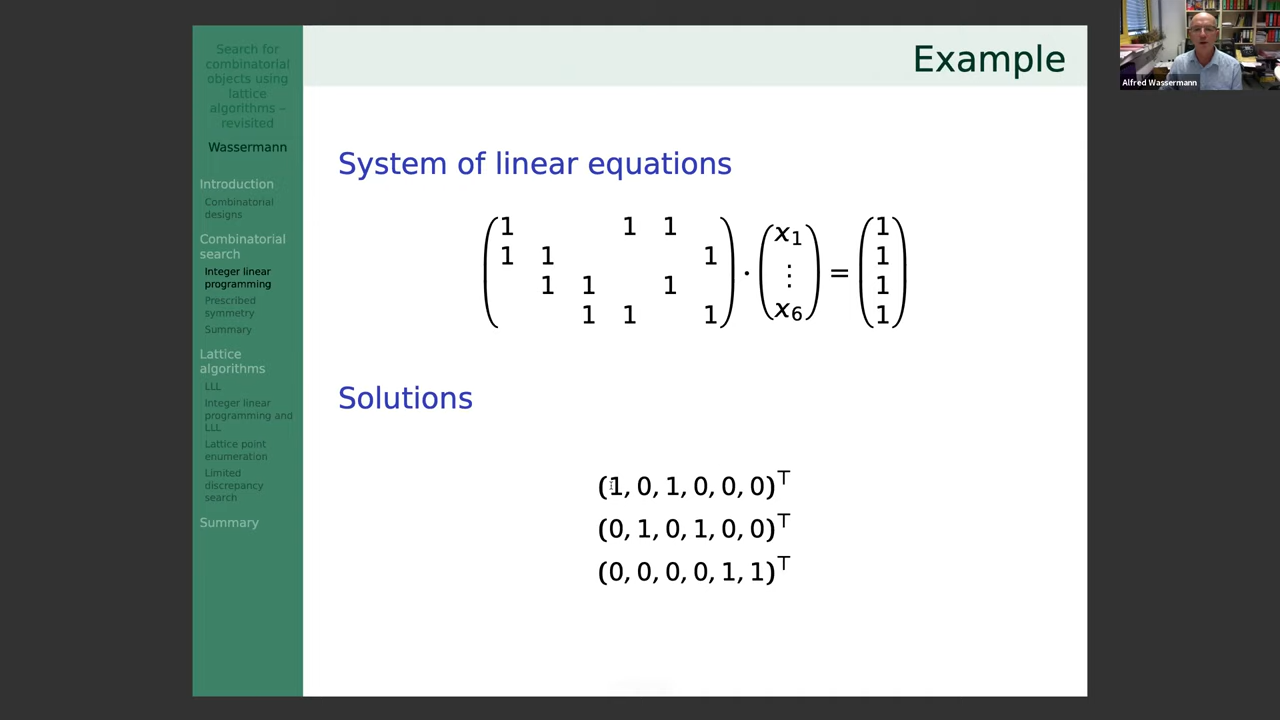 Search for
combinatorial
objects using
lattice
algorithms –
revisited
Wassermann
Introduction
Combinatorial
designs
Combinatorial
search
Integer linear
programming
Prescribed
symmetry
Summary
Lattice
algorithms
LLL
Integer linear
programming and
LLL
Lattice point
enumeration
Limited
discrepancy
search
Summary
Example
System of linear equations
1 1 1
1 1 1
1 1 1
1 1 1
·
x₁
⋮
x₆
=
1
1
1
1
Solutions
(1, 0, 1, 0, 0, 0)⊤
(0, 1, 0, 1, 0, 0)⊤
(0, 0, 0, 0, 1, 1)⊤
Alfred Wassermann